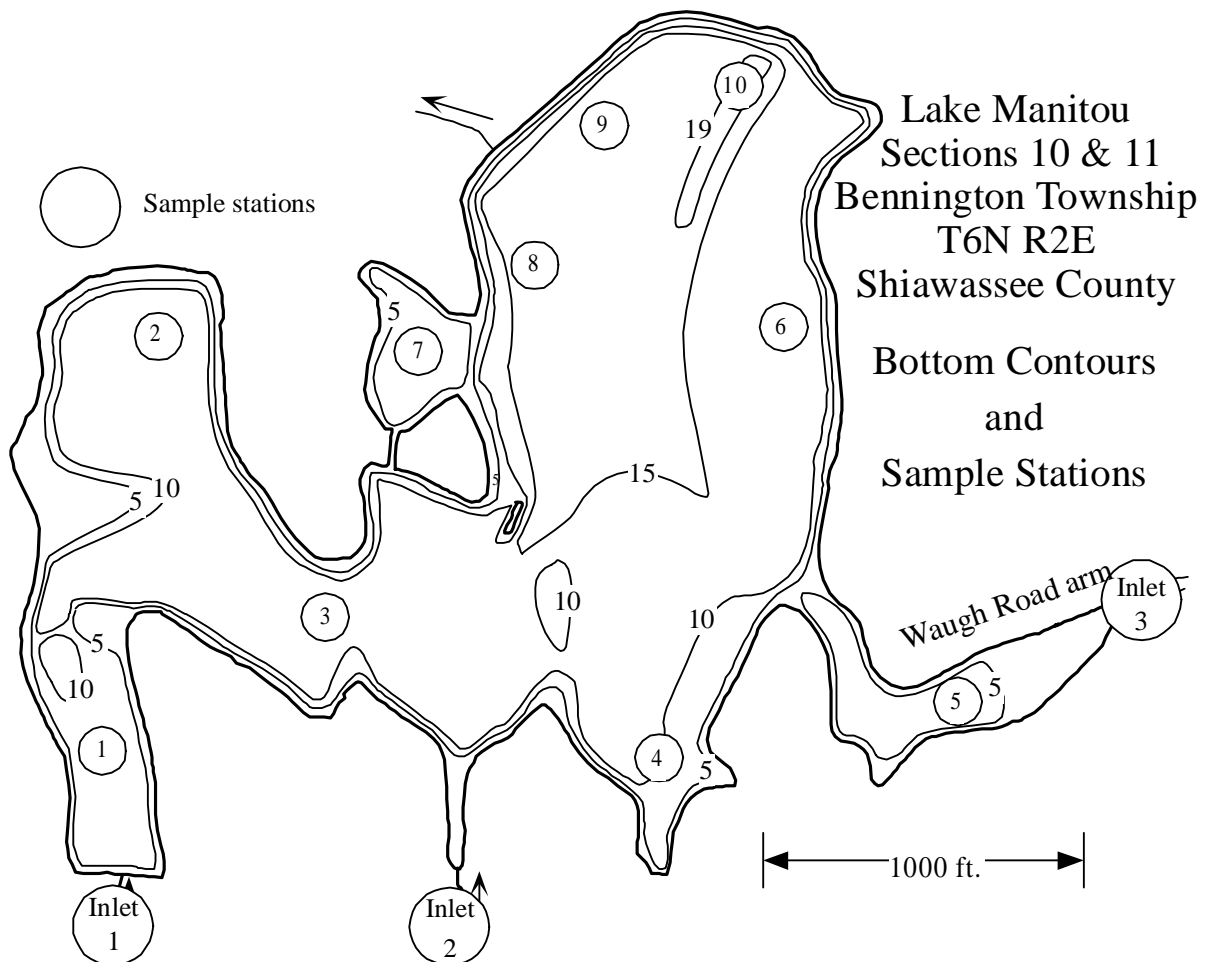 Lake Manitou
Sections 10 & 11
Bennington Township
T6N R2E
Shiawassee County
Bottom Contours
and
Sample Stations
Sample stations
10
9
19
8
2
5
7
6
15
5
10
5
3
10
10
Waugh Road arm
Inlet
3
5
10
5
5
1
4
5
1000 ft.
Inlet
1
Inlet
2